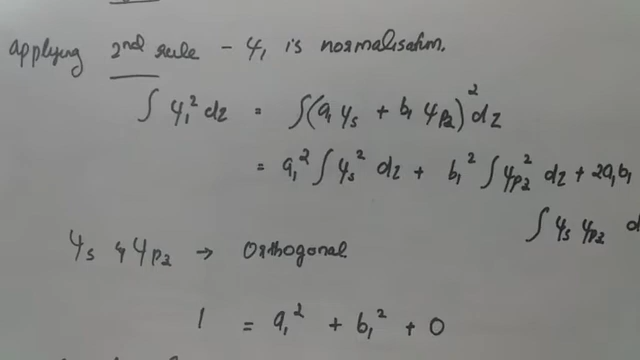 applying 2nd rule - ψ₁ is normalisation.
∫ ψ₁² dz = ∫(a₁ ψs + b₁ ψpz)² dz
= a₁² ∫ ψs² dz + b₁² ∫ ψpz² dz + 2a₁b₁
∫ ψs ψpz d
ψs & ψpz → Orthogonal
1 = a₁² + b₁² + 0